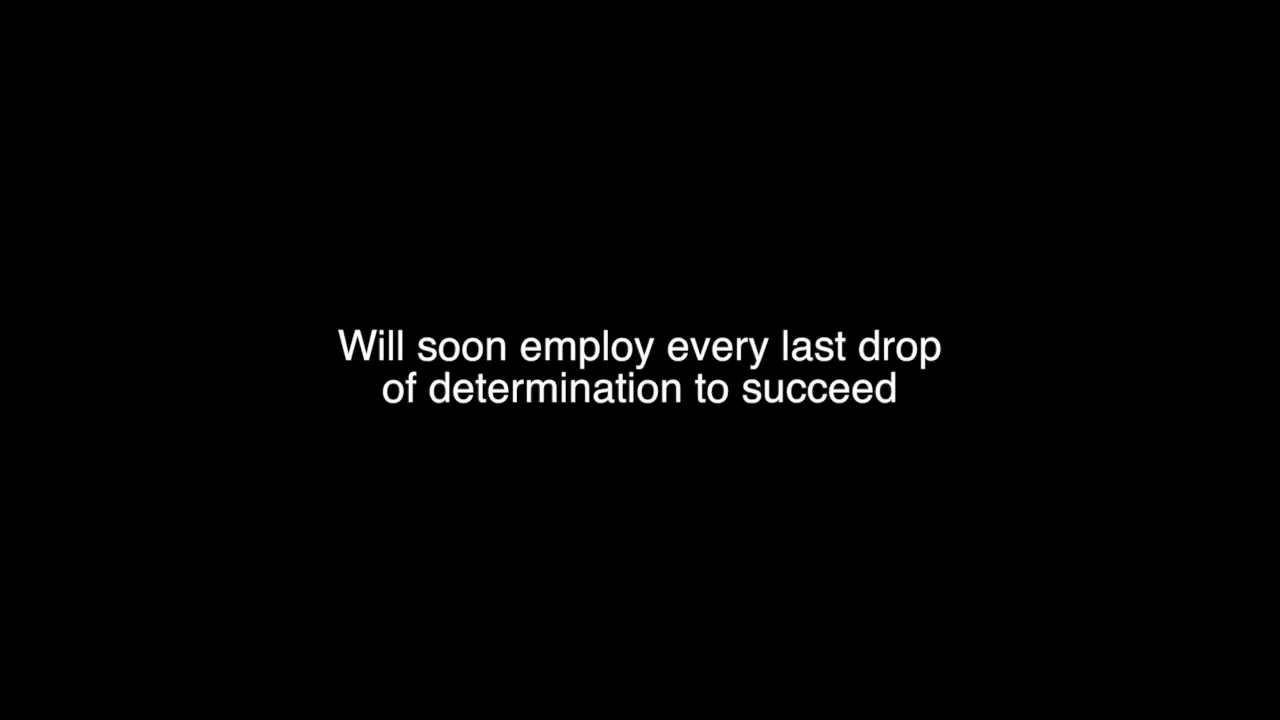 Will soon employ every last drop
of determination to succeed